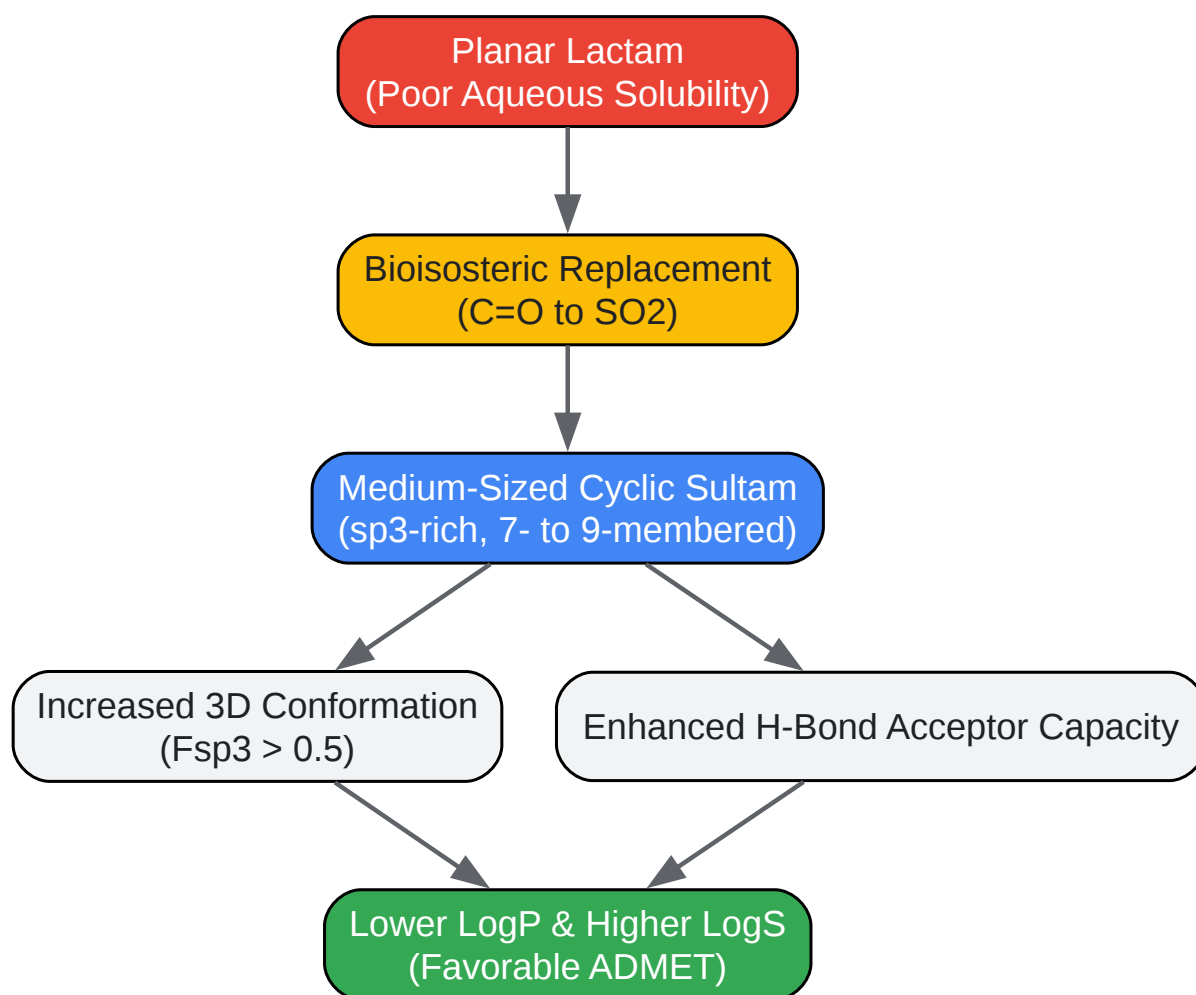 Planar Lactam
(Poor Aqueous Solubility)
Bioisosteric Replacement
(C=O to SO2)
Medium-Sized Cyclic Sultam
(sp3-rich, 7- to 9-membered)
Increased 3D Conformation
(Fsp3 > 0.5)
Enhanced H-Bond Acceptor Capacity
Lower LogP & Higher LogS
(Favorable ADMET)